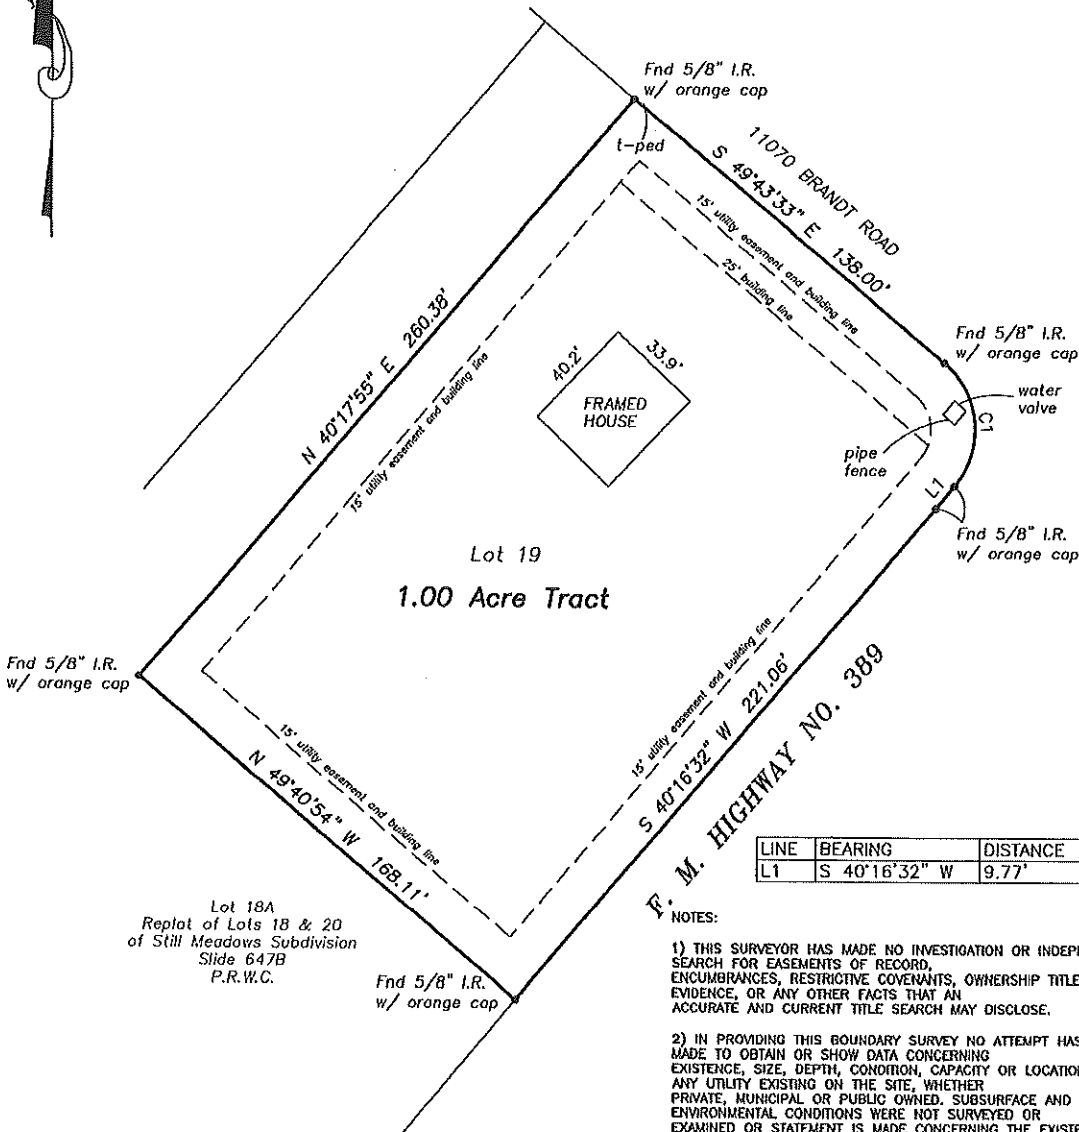 Fnd 5/8" I.R.
w/ orange cap
t-ped
11070 BRANDT ROAD
S 49°43'33" E 138.00'
15' utility easement and building line
25' building line
Fnd 5/8" I.R.
w/ orange cap
water
valve
C1
pipe
fence
L1
Fnd 5/8" I.R.
w/ orange cap
N 40°17'55" E 260.38'
15' utility easement and building line
40.2'
33.9'
FRAMED
HOUSE
Lot 19
1.00 Acre Tract
Fnd 5/8" I.R.
w/ orange cap
15' utility easement and building line
N 49°40'54" W 168.11'
15' utility easement and building line
S 40°16'32" W 221.06'
F. M. HIGHWAY NO. 389
Lot 18A
Replat of Lots 18 & 20
of Still Meadows Subdivision
Slide 647B
P.R.W.C.
Fnd 5/8" I.R.
w/ orange cap
LINE BEARING DISTANCE
L1 S 40°16'32" W 9.77'
NOTES:
1) THIS SURVEYOR HAS MADE NO INVESTIGATION OR INDEP
SEARCH FOR EASEMENTS OF RECORD,
ENCUMBRANCES, RESTRICTIVE COVENANTS, OWNERSHIP TITLE
EVIDENCE, OR ANY OTHER FACTS THAT AN
ACCURATE AND CURRENT TITLE SEARCH MAY DISCLOSE.
2) IN PROVIDING THIS BOUNDARY SURVEY NO ATTEMPT HAS
MADE TO OBTAIN OR SHOW DATA CONCERNING
EXISTENCE, SIZE, DEPTH, CONDITION, CAPACITY OR LOCATION
ANY UTILITY EXISTING ON THE SITE, WHETHER
PRIVATE, MUNICIPAL OR PUBLIC OWNED. SUBSURFACE AND
ENVIRONMENTAL CONDITIONS WERE NOT SURVEYED OR
EXAMINED OR STATEMENT IS MADE CONCERNING THE EXISTE